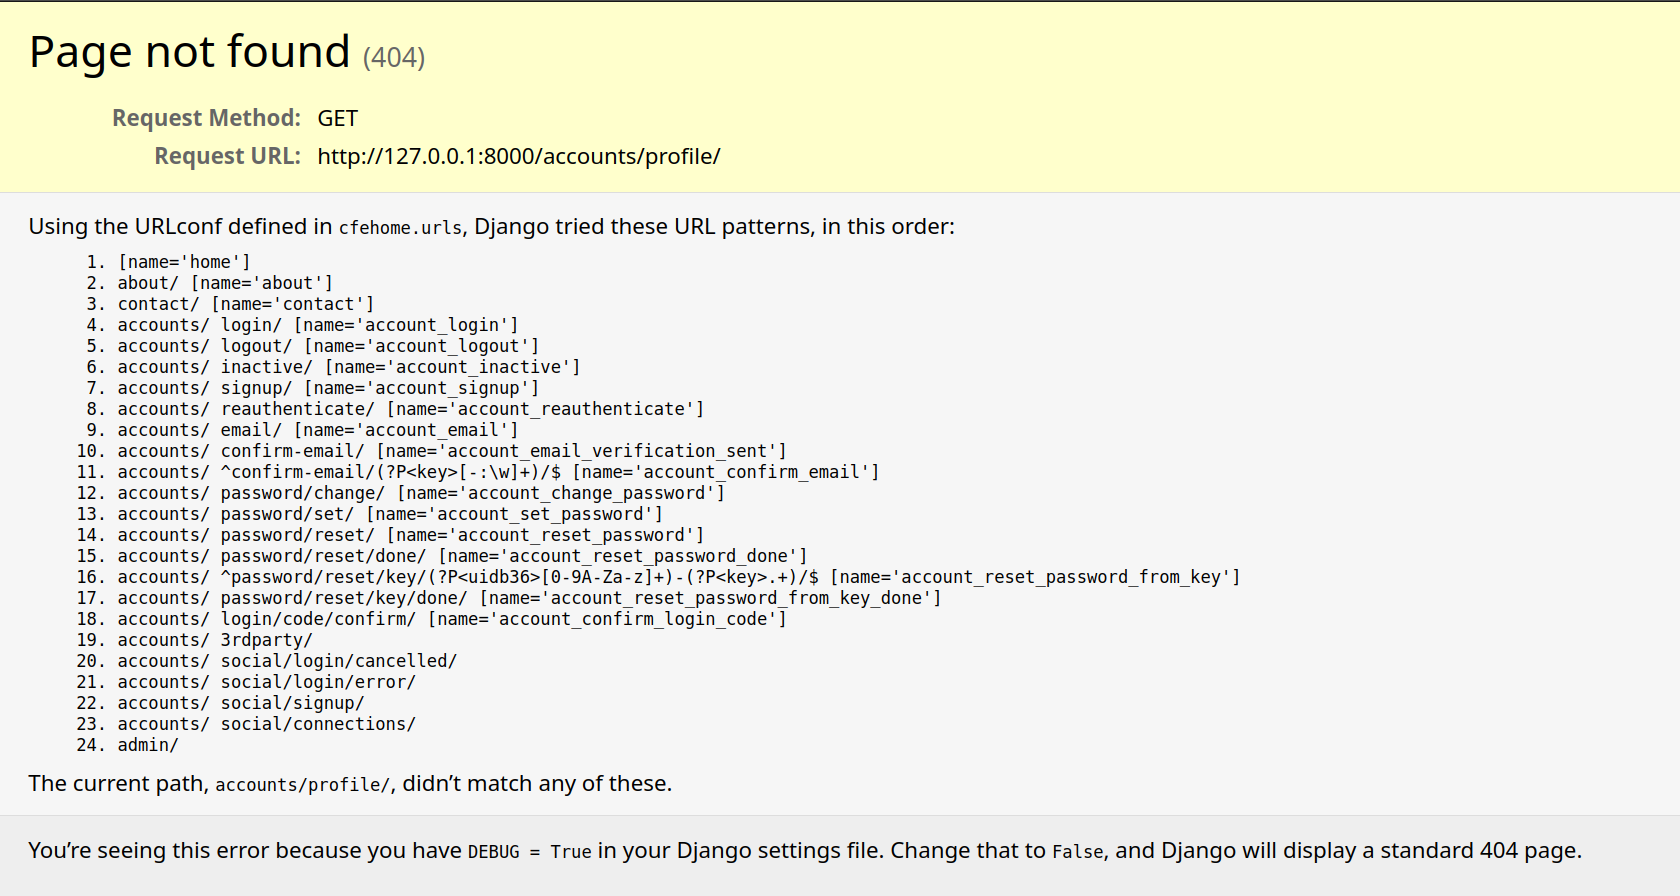 Page not found (404)
Request Method: GET
Request URL: http://127.0.0.1:8000/accounts/profile/
Using the URLconf defined in cfehome.urls, Django tried these URL patterns, in this order:
1. [name='home']
2. about/ [name='about']
3. contact/ [name='contact']
4. accounts/ login/ [name='account_login']
5. accounts/ logout/ [name='account_logout']
6. accounts/ inactive/ [name='account_inactive']
7. accounts/ signup/ [name='account_signup']
8. accounts/ reauthenticate/ [name='account_reauthenticate']
9. accounts/ email/ [name='account_email']
10. accounts/ confirm-email/ [name='account_email_verification_sent']
11. accounts/ ^confirm-email/(?P<key>[-:\w]+)/$ [name='account_confirm_email']
12. accounts/ password/change/ [name='account_change_password']
13. accounts/ password/set/ [name='account_set_password']
14. accounts/ password/reset/ [name='account_reset_password']
15. accounts/ password/reset/done/ [name='account_reset_password_done']
16. accounts/ ^password/reset/key/(?P<uidb36>[0-9A-Za-z]+)-(?P<key>.+)/$ [name='account_reset_password_from_key']
17. accounts/ password/reset/key/done/ [name='account_reset_password_from_key_done']
18. accounts/ login/code/confirm/ [name='account_confirm_login_code']
19. accounts/ 3rdparty/
20. accounts/ social/login/cancelled/
21. accounts/ social/login/error/
22. accounts/ social/signup/
23. accounts/ social/connections/
24. admin/
The current path, accounts/profile/, didn’t match any of these.
You’re seeing this error because you have DEBUG = True in your Django settings file. Change that to False, and Django will display a standard 404 page.